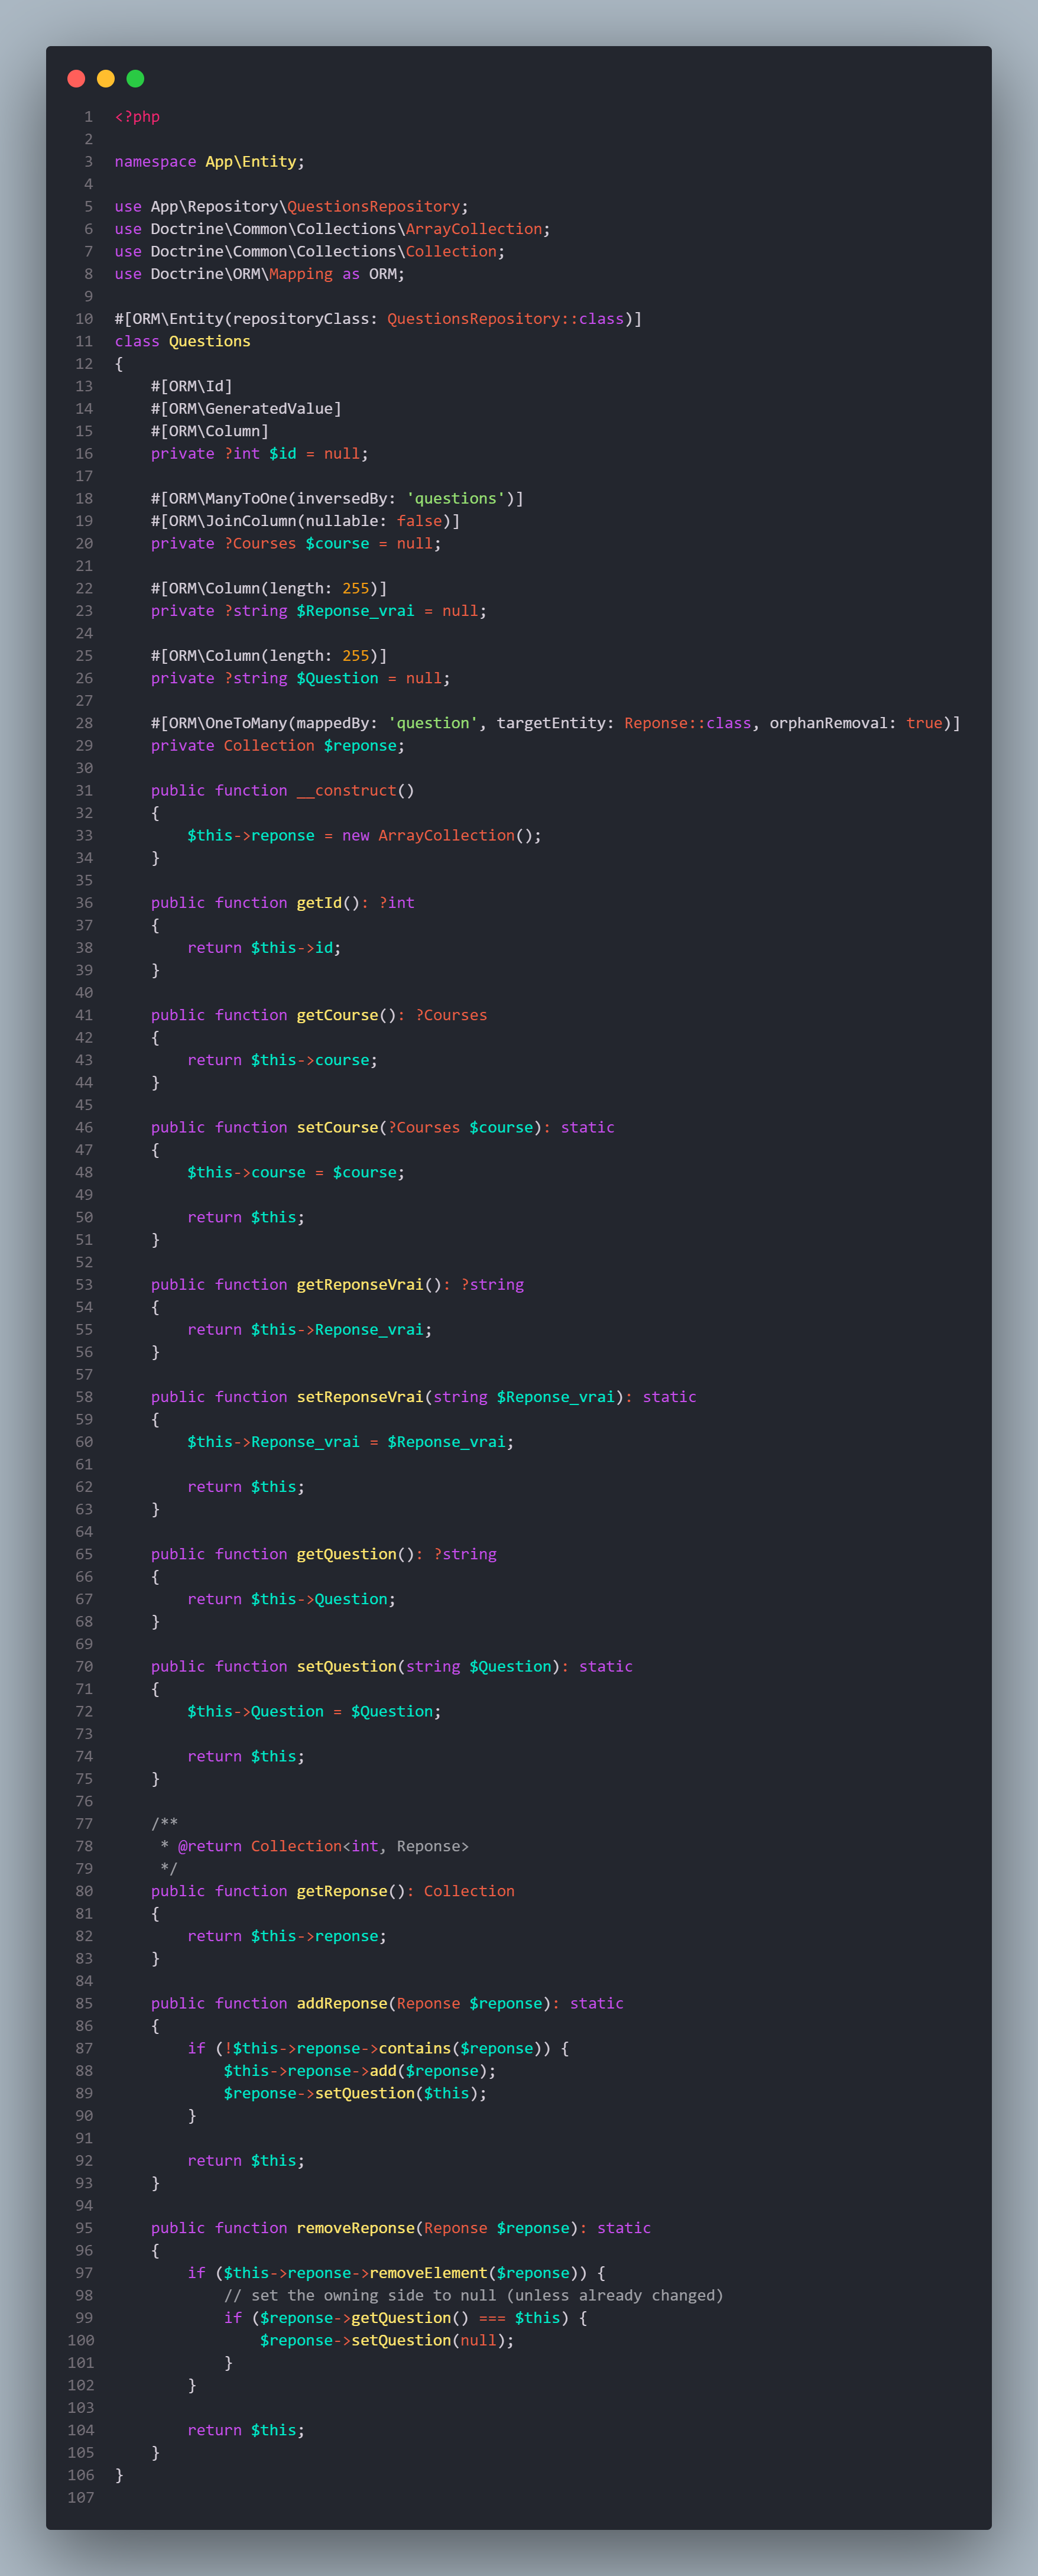 1 <?php
2
3 namespace App\Entity;
4
5 use App\Repository\QuestionsRepository;
6 use Doctrine\Common\Collections\ArrayCollection;
7 use Doctrine\Common\Collections\Collection;
8 use Doctrine\ORM\Mapping as ORM;
9
10 #[ORM\Entity(repositoryClass: QuestionsRepository::class)]
11 class Questions
12 {
13     #[ORM\Id]
14     #[ORM\GeneratedValue]
15     #[ORM\Column]
16     private ?int $id = null;
17
18     #[ORM\ManyToOne(inversedBy: 'questions')]
19     #[ORM\JoinColumn(nullable: false)]
20     private ?Courses $course = null;
21
22     #[ORM\Column(length: 255)]
23     private ?string $Reponse_vrai = null;
24
25     #[ORM\Column(length: 255)]
26     private ?string $Question = null;
27
28     #[ORM\OneToMany(mappedBy: 'question', targetEntity: Reponse::class, orphanRemoval: true)]
29     private Collection $reponse;
30
31     public function __construct()
32     {
33         $this->reponse = new ArrayCollection();
34     }
35
36     public function getId(): ?int
37     {
38         return $this->id;
39     }
40
41     public function getCourse(): ?Courses
42     {
43         return $this->course;
44     }
45
46     public function setCourse(?Courses $course): static
47     {
48         $this->course = $course;
49
50         return $this;
51     }
52
53     public function getReponseVrai(): ?string
54     {
55         return $this->Reponse_vrai;
56     }
57
58     public function setReponseVrai(string $Reponse_vrai): static
59     {
60         $this->Reponse_vrai = $Reponse_vrai;
61
62         return $this;
63     }
64
65     public function getQuestion(): ?string
66     {
67         return $this->Question;
68     }
69
70     public function setQuestion(string $Question): static
71     {
72         $this->Question = $Question;
73
74         return $this;
75     }
76
77     /**
78      * @return Collection<int, Reponse>
79      */
80     public function getReponse(): Collection
81     {
82         return $this->reponse;
83     }
84
85     public function addReponse(Reponse $reponse): static
86     {
87         if (!$this->reponse->contains($reponse)) {
88             $this->reponse->add($reponse);
89             $reponse->setQuestion($this);
90         }
91
92         return $this;
93     }
94
95     public function removeReponse(Reponse $reponse): static
96     {
97         if ($this->reponse->removeElement($reponse)) {
98             // set the owning side to null (unless already changed)
99             if ($reponse->getQuestion() === $this) {
100                 $reponse->setQuestion(null);
101             }
102         }
103
104         return $this;
105     }
106 }
107